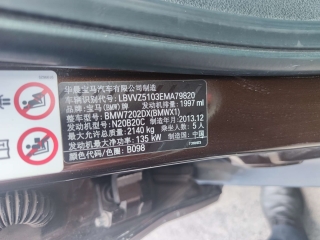 华晨宝马汽车有限公司制造
车辆识别代号: LBVVZ5103EMA79820
品牌: 宝马(BMW)牌 发动机排量: 1997 ml
整车型号: BMW7202DX(BMWX1)
发动机型号: N20B20C 制造年月: 2013.12
最大允许总质量: 2140 kg 乘坐人数: 5人
发动机最大净功率: 135 kW 制造国: 中国
颜色代码/色号: B09B